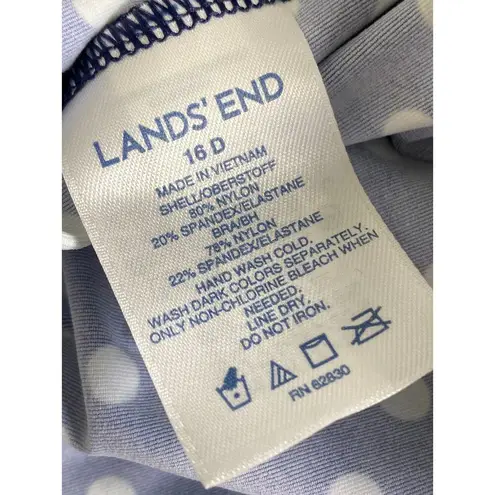 LANDS' END
16 D
MADE IN VIETNAM
SHELL/OBERSTOFF
80% NYLON
20% SPANDEX/ELASTANE
BRA/BH
78% NYLON
22% SPANDEX/ELASTANE
HAND WASH COLD.
WASH DARK COLORS SEPARATELY.
ONLY NON-CHLORINE BLEACH WHEN
NEEDED.
LINE DRY.
DO NOT IRON.
RN 62830